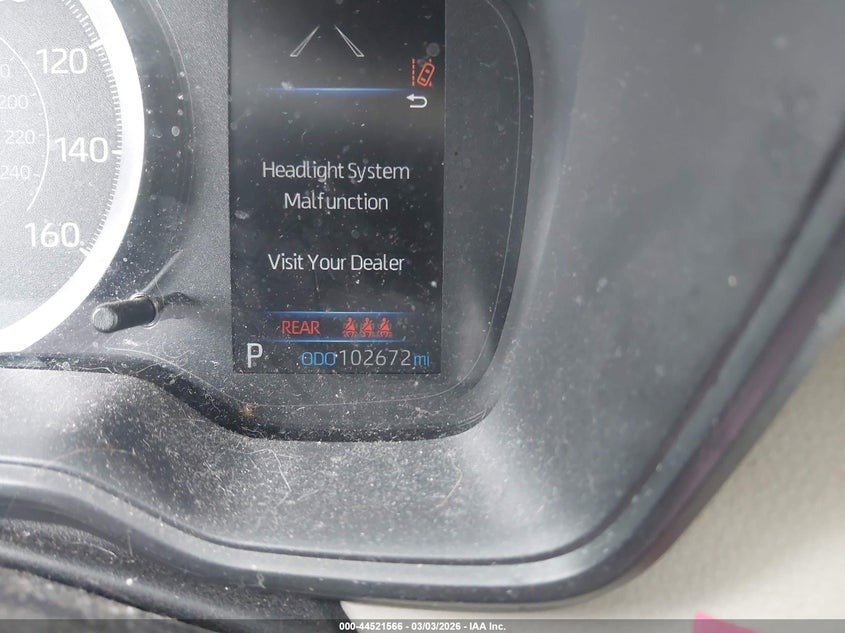 120
200
140
220
240
160
Headlight System
Malfunction
Visit Your Dealer
REAR
P ODO 102672 mi
000-44521566 - 03/03/2026 - IAA Inc.